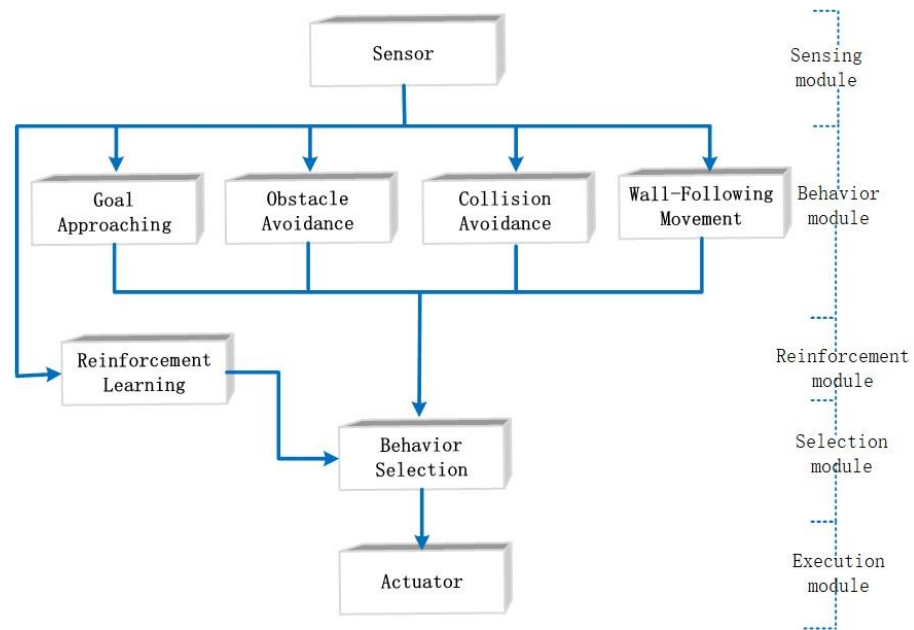 Sensor
Sensing
module
Goal
Approaching
Obstacle
Avoidance
Collision
Avoidance
Wall-Following
Movement
Behavior
module
Reinforcement
Learning
Reinforcement
module
Behavior
Selection
Selection
module
Actuator
Execution
module